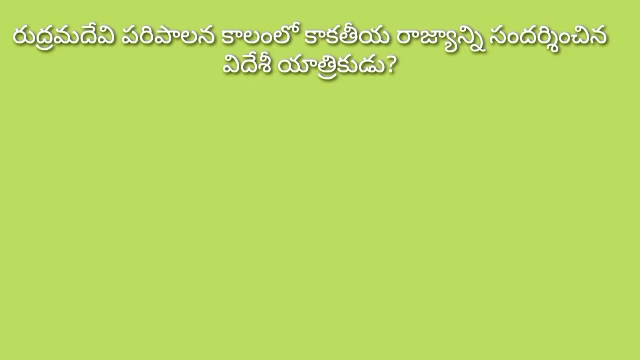 రుద్రమదేవి పరిపాలన కాలంలో కాకతీయ రాజ్యాన్ని సందర్శించిన
విదేశీ యాత్రికుడు?